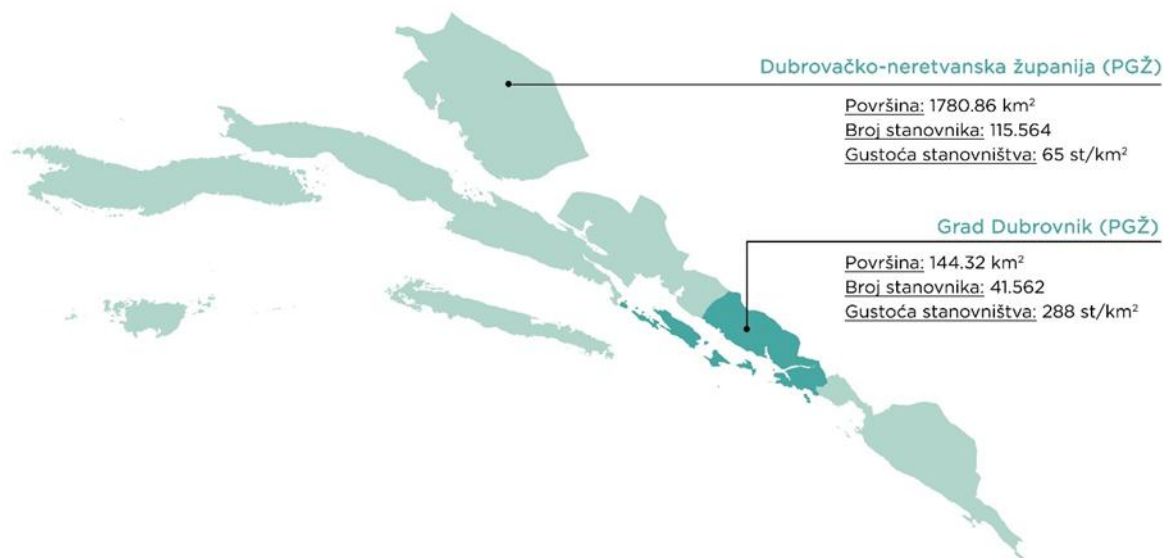 Dubrovačko-neretvanska županija (PGŽ)
Površina: 1780.86 km²
Broj stanovnika: 115.564
Gustoća stanovništva: 65 st/km²
Grad Dubrovnik (PGŽ)
Površina: 144.32 km²
Broj stanovnika: 41.562
Gustoća stanovništva: 288 st/km²